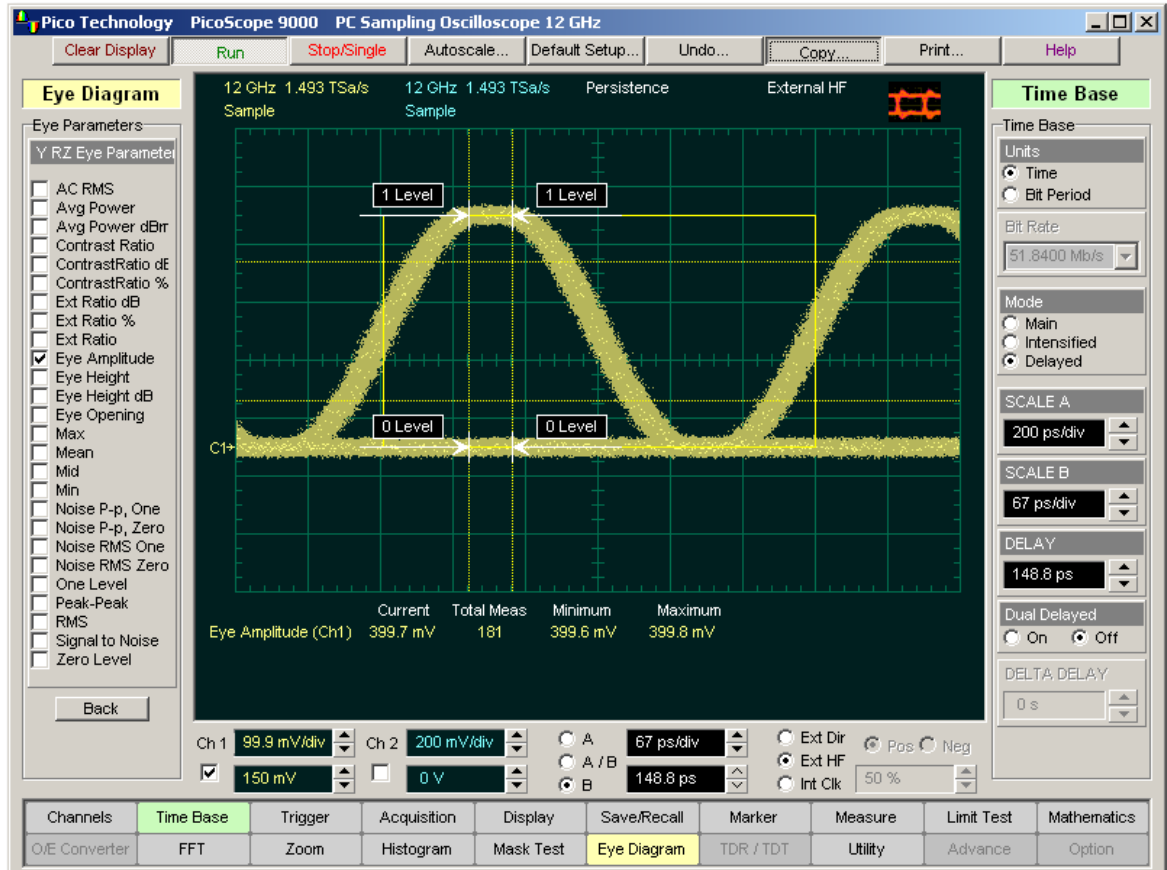 Pico Technology PicoScope 9000 PC Sampling Oscilloscope 12 GHz
Clear Display Run Stop/Single Autoscale... Default Setup... Undo... Copy... Print... Help
Eye Diagram
Eye Parameters
Y RZ Eye Parameter
AC RMS
Avg Power
Avg Power dBm
Contrast Ratio
ContrastRatio dE
ContrastRatio %
Ext Ratio dB
Ext Ratio %
Ext Ratio
Eye Amplitude
Eye Height
Eye Height dB
Eye Opening
Max
Mean
Mid
Min
Noise P-p, One
Noise P-p, Zero
Noise RMS One
Noise RMS Zero
One Level
Peak-Peak
RMS
Signal to Noise
Zero Level
Back
12 GHz 1.493 TSa/s 12 GHz 1.493 TSa/s Persistence External HF
Sample Sample
1 Level 1 Level
0 Level 0 Level
C1
Current Total Meas Minimum Maximum
Eye Amplitude (Ch1) 399.7 mV 181 399.6 mV 399.8 mV
Time Base
Time Base
Units
Time
Bit Period
Bit Rate
51.8400 Mb/s
Mode
Main
Intensified
Delayed
SCALE A
200 ps/div
SCALE B
67 ps/div
DELAY
148.8 ps
Dual Delayed
On Off
DELTA DELAY
0 s
Ch 1 99.9 mV/div Ch 2 200 mV/div A 67 ps/div Ext Dir Pos Neg
A / B Ext HF
150 mV 0 V B 148.8 ps Int Clk 50 %
Channels Time Base Trigger Acquisition Display Save/Recall Marker Measure Limit Test Mathematics
O/E Converter FFT Zoom Histogram Mask Test Eye Diagram TDR / TDT Utility Advance Option